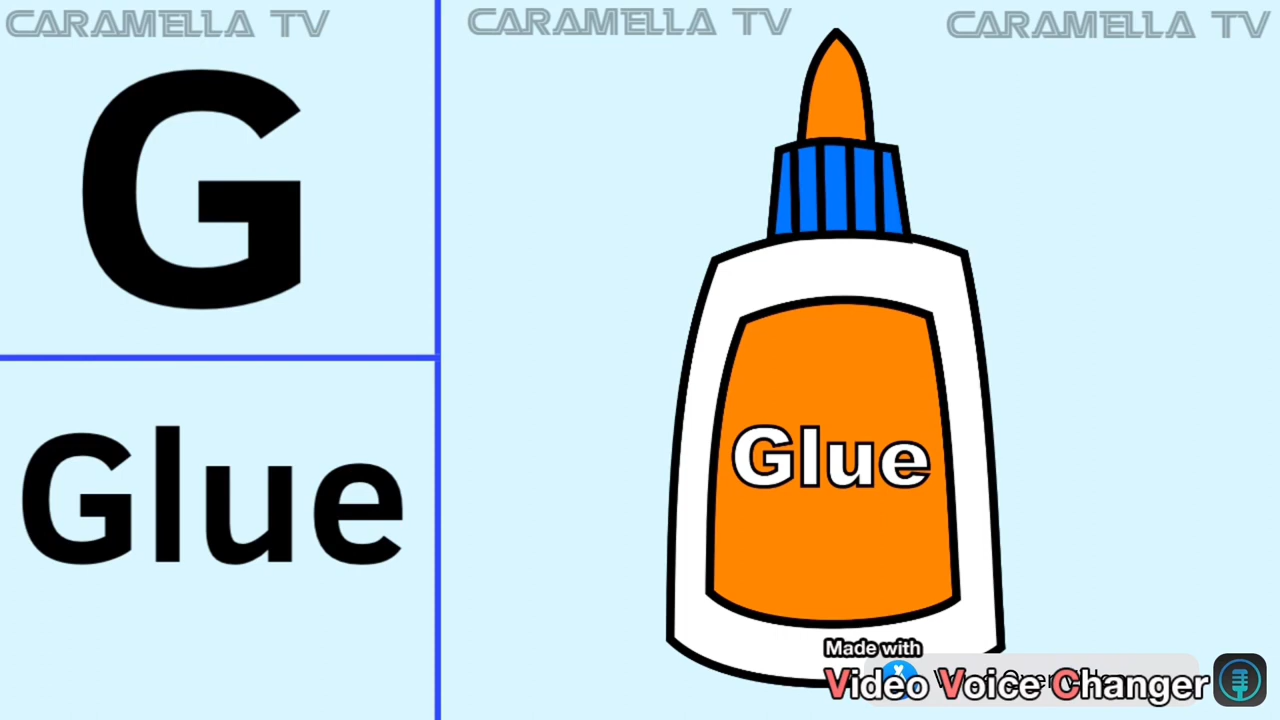 CARAMELLA TV
CARAMELLA TV
CARAMELLA TV
G
Glue
Glue
Made with
Video Voice Changer